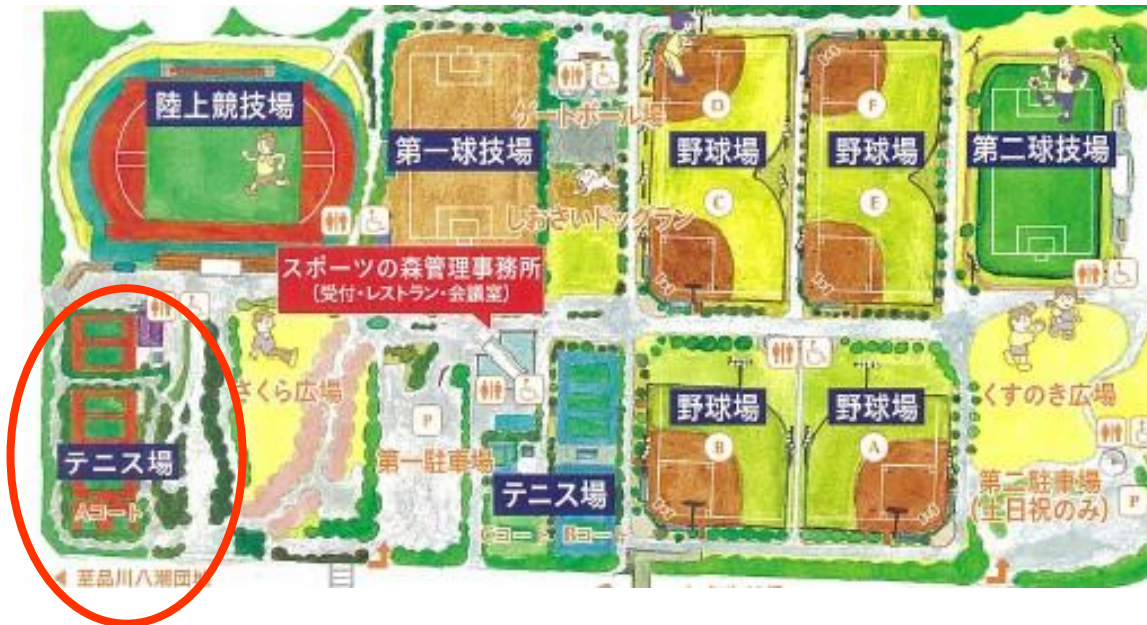 陸上競技場
第一球技場
ゲートボール場
しおさいドッグラン
野球場
D
C
野球場
F
E
第二球技場
スポーツの森管理事務所
(受付・レストラン・会議室)
さくら広場
テニス場
Aコート
P
第一駐車場
テニス場
Cコート
Bコート
野球場
B
野球場
A
くすのき広場
第二駐車場
(土日祝のみ)
P
至品川八潮団地